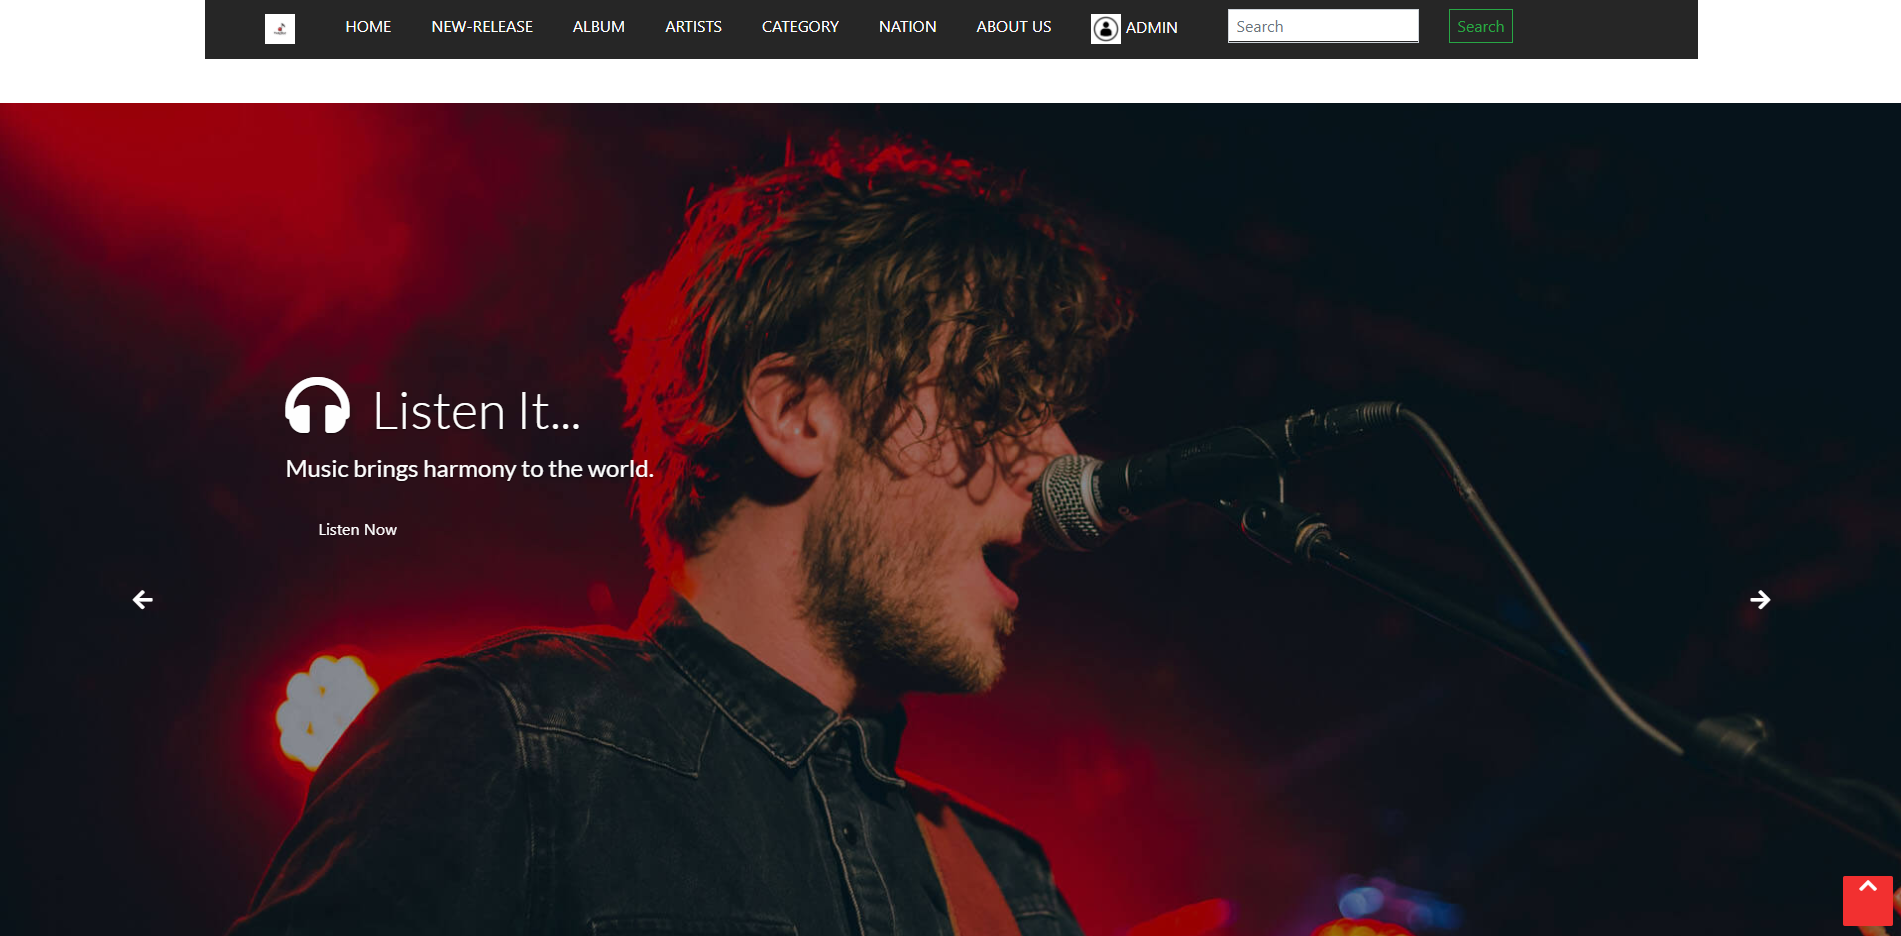 HOME NEW-RELEASE ALBUM ARTISTS CATEGORY NATION ABOUT US ADMIN Search Search
Listen It...
Music brings harmony to the world.
Listen Now